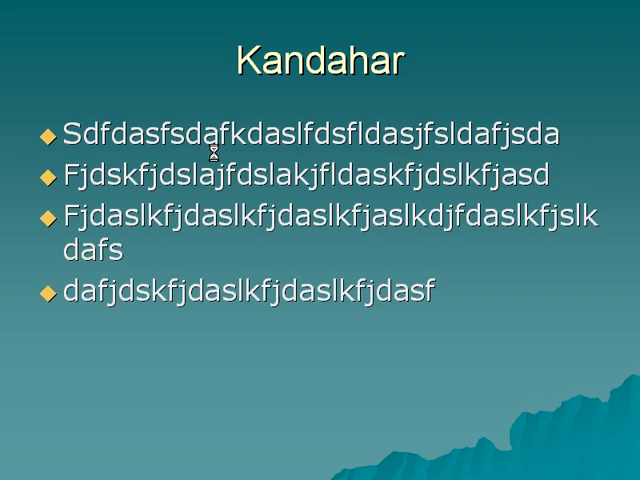 Kandahar
Sdfdasfsdafkdaslfdsfldasjfsldafjsda
Fjdskfjdslajfdslakjfldaskfjdslkfjasd
Fjdaslkfjdaslkfjdaslkfjaslkdjfdaslkfjslk
dafs
dafjdskfjdaslkfjdaslkfjdasf